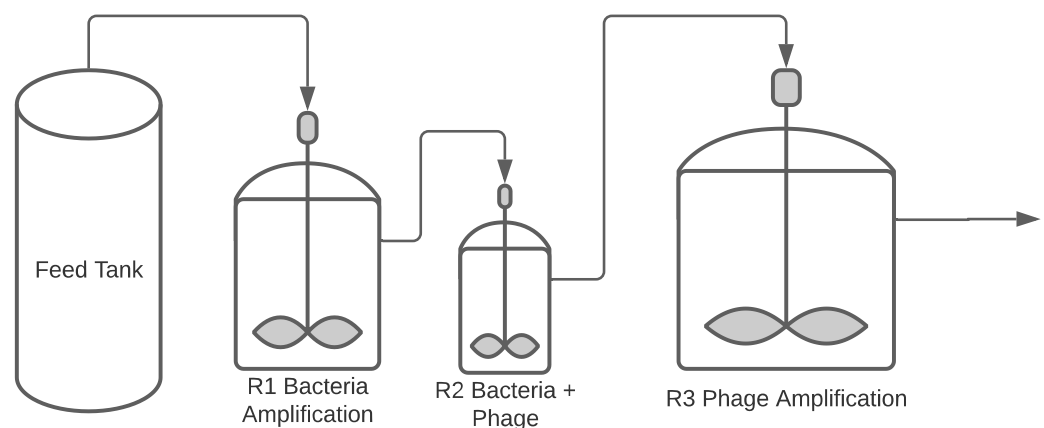 Feed Tank
R1 Bacteria
Amplification
R2 Bacteria +
Phage
R3 Phage Amplification